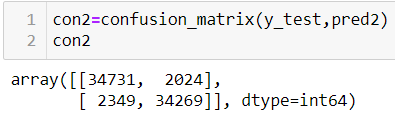 1 con2=confusion_matrix(y_test,pred2)
2 con2
array([[34731,  2024],
       [ 2349, 34269]], dtype=int64)